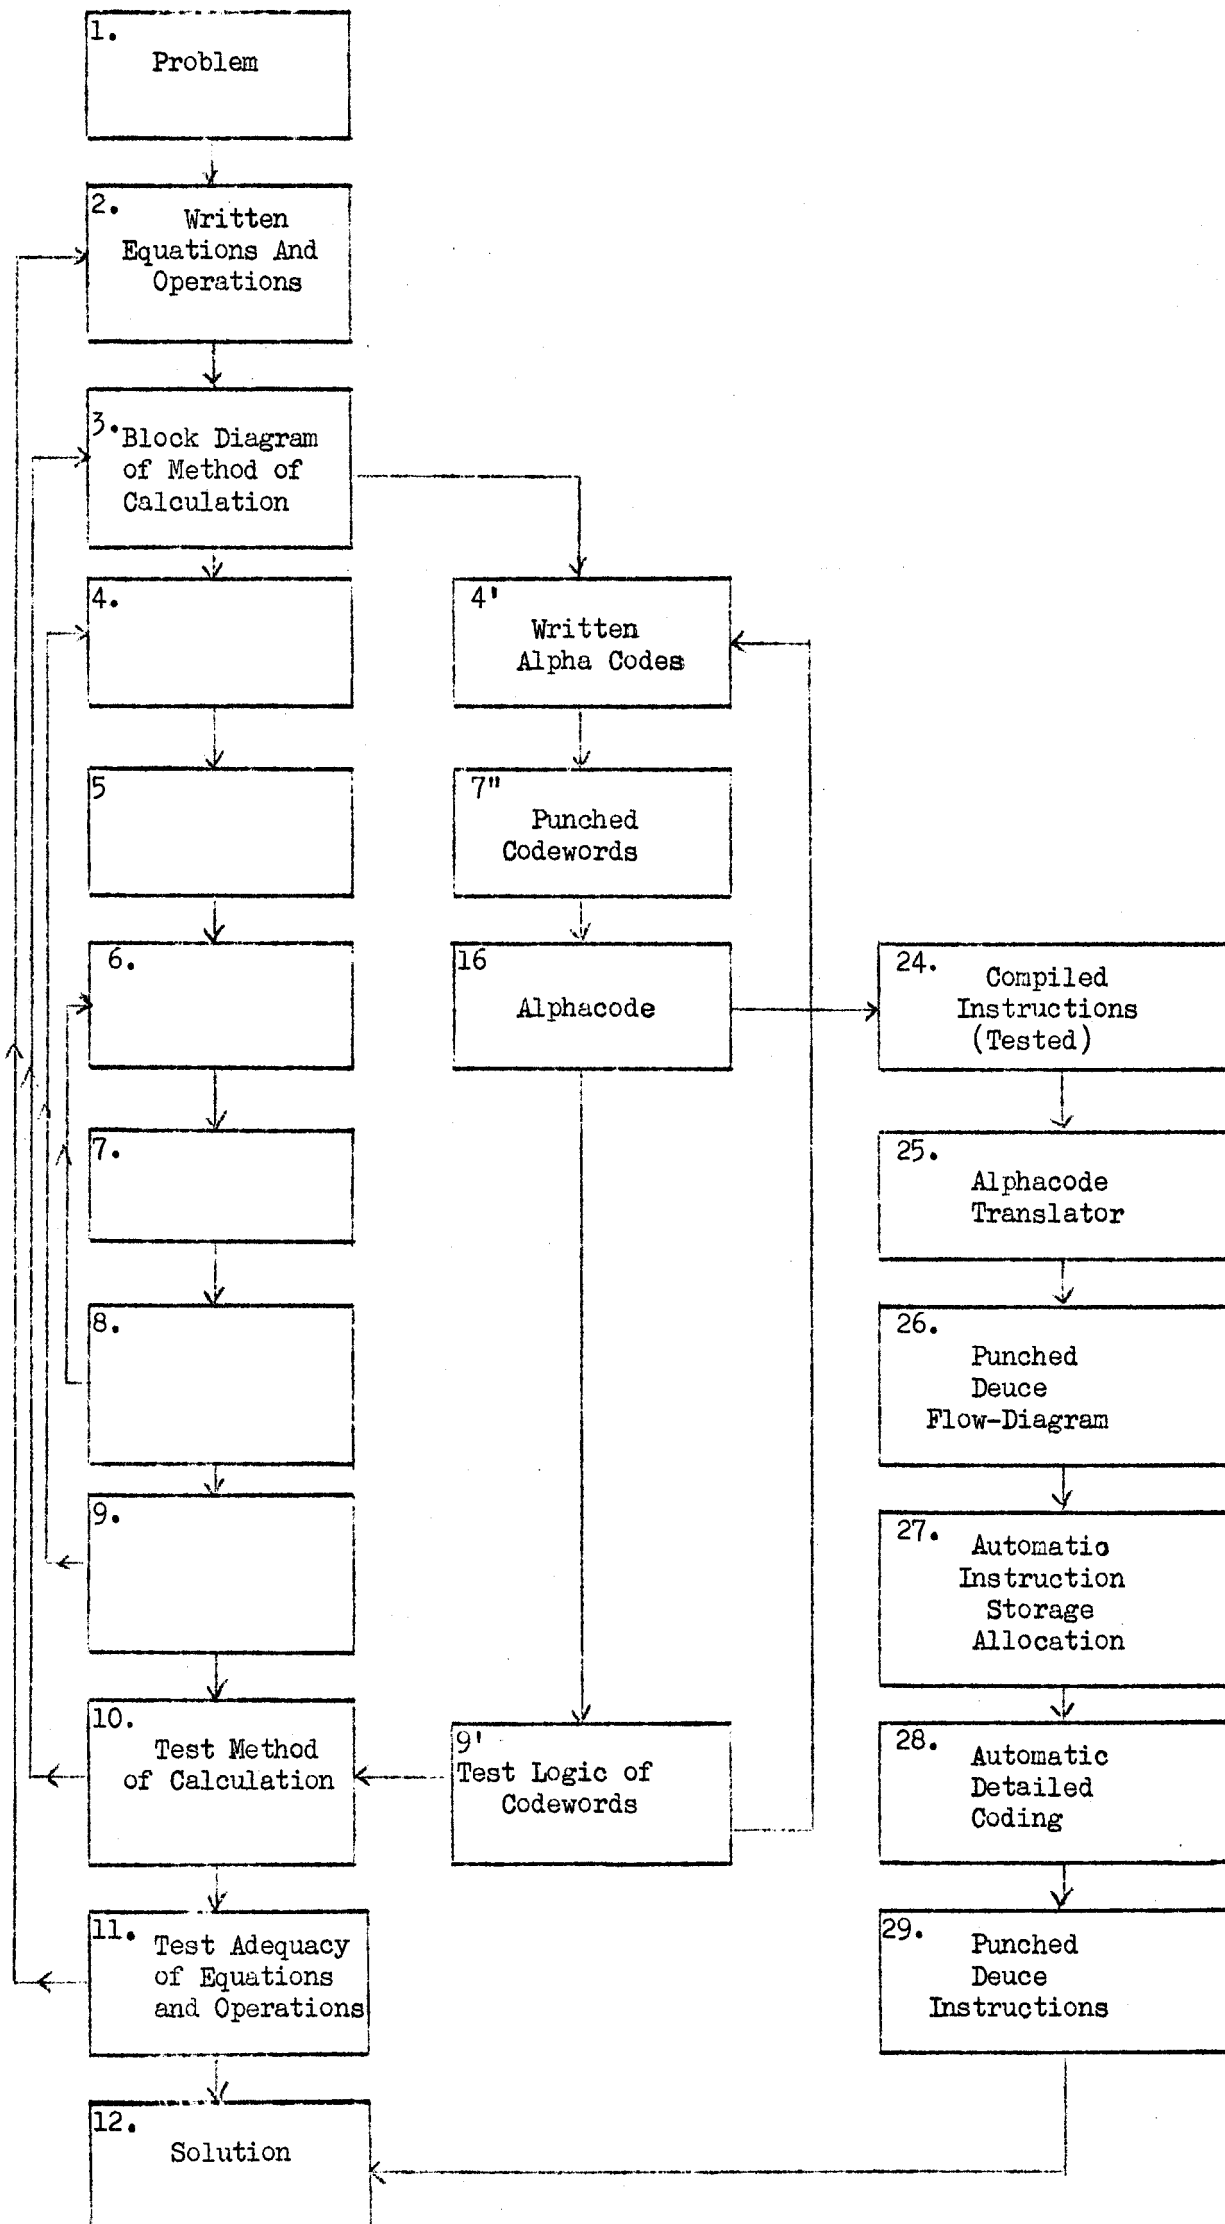 1.
Problem
2.
Written
Equations And
Operations
3.
Block Diagram
of Method of
Calculation
4.
5
6.
7.
8.
9.
10.
Test Method
of Calculation
11.
Test Adequacy
of Equations
and Operations
12.
Solution
4'
Written
Alpha Codes
7"
Punched
Codewords
16
Alphacode
9'
Test Logic of
Codewords
24.
Compiled
Instructions
(Tested)
25.
Alphacode
Translator
26.
Punched
Deuce
Flow-Diagram
27.
Automatic
Instruction
Storage
Allocation
28.
Automatic
Detailed
Coding
29.
Punched
Deuce
Instructions